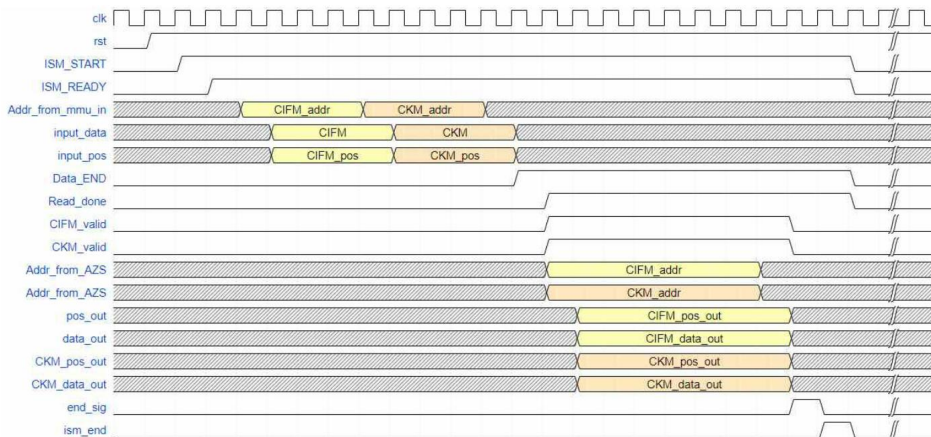 clk
rst
ISM_START
ISM_READY
Addr_from_mmu_in CIFM_addr CKM_addr
input_data CIFM CKM
input_pos CIFM_pos CKM_pos
Data_END
Read_done
CIFM_valid
CKM_valid
Addr_from_AZS CIFM_addr
Addr_from_AZS CKM_addr
pos_out CIFM_pos_out
data_out CIFM_data_out
CKM_pos_out CKM_pos_out
CKM_data_out CKM_data_out
end_sig
ism_end